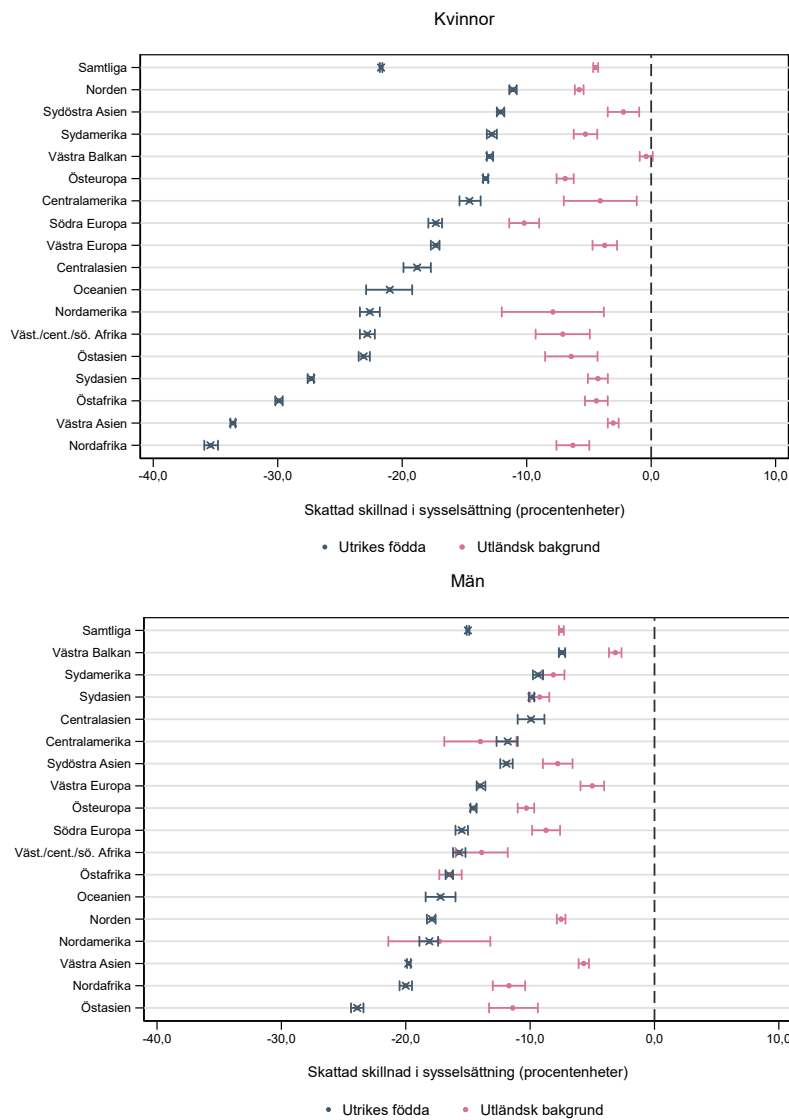 Kvinnor
Samtliga
Norden
Sydöstra Asien
Sydamerika
Västra Balkan
Östeuropa
Centralamerika
Södra Europa
Västra Europa
Centralasien
Oceanien
Nordamerika
Väst./cent./sö. Afrika
Östasien
Sydasien
Östafrika
Västra Asien
Nordafrika
-40,0 -30,0 -20,0 -10,0 0,0 10,0
Skattad skillnad i sysselsättning (procentenheter)
Utrikes födda Utländsk bakgrund
Män
Samtliga
Västra Balkan
Sydamerika
Sydasien
Centralasien
Centralamerika
Sydöstra Asien
Västra Europa
Östeuropa
Södra Europa
Väst./cent./sö. Afrika
Östafrika
Oceanien
Norden
Nordamerika
Västra Asien
Nordafrika
Östasien
-40,0 -30,0 -20,0 -10,0 0,0 10,0
Skattad skillnad i sysselsättning (procentenheter)
Utrikes födda Utländsk bakgrund